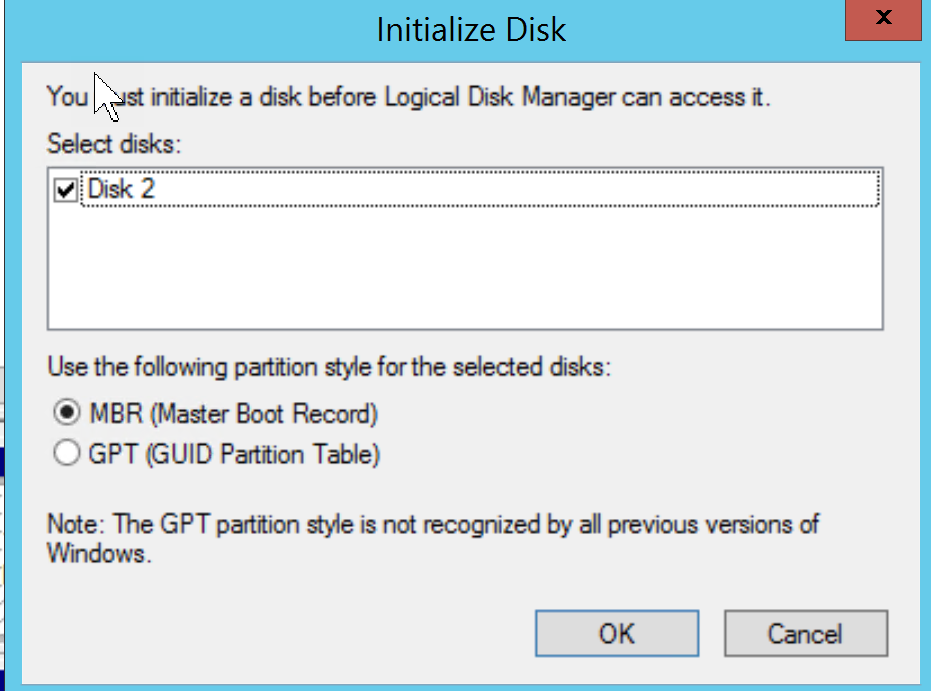 Initialize Disk
x
You must initialize a disk before Logical Disk Manager can access it.
Select disks:
Disk 2
Use the following partition style for the selected disks:
MBR (Master Boot Record)
GPT (GUID Partition Table)
Note: The GPT partition style is not recognized by all previous versions of
Windows.
OK
Cancel